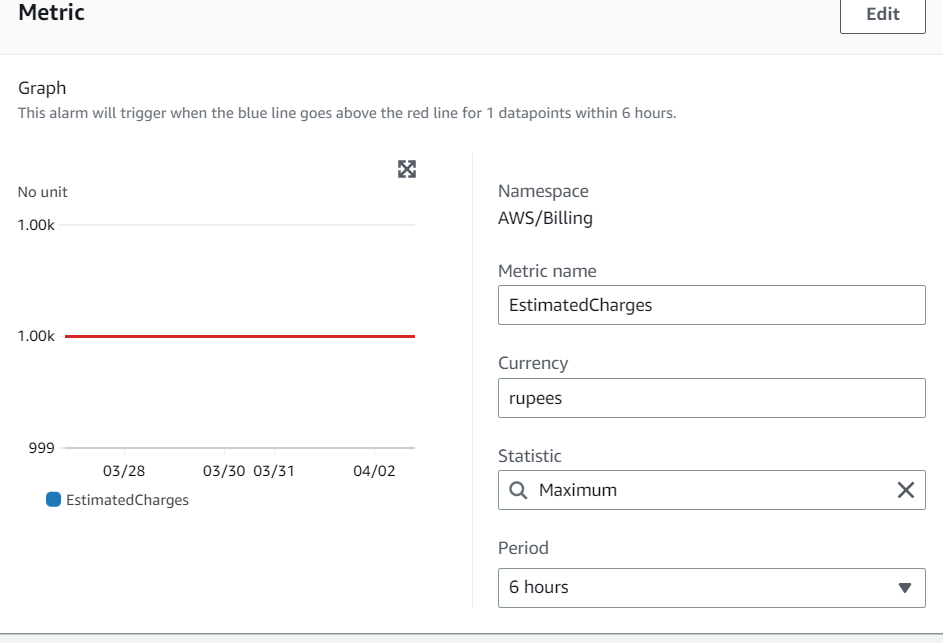 Metric
Edit
Graph
This alarm will trigger when the blue line goes above the red line for 1 datapoints within 6 hours.
No unit
1.00k
1.00k
999
03/28 03/30 03/31 04/02
EstimatedCharges
Namespace
AWS/Billing
Metric name
EstimatedCharges
Currency
rupees
Statistic
Maximum
Period
6 hours